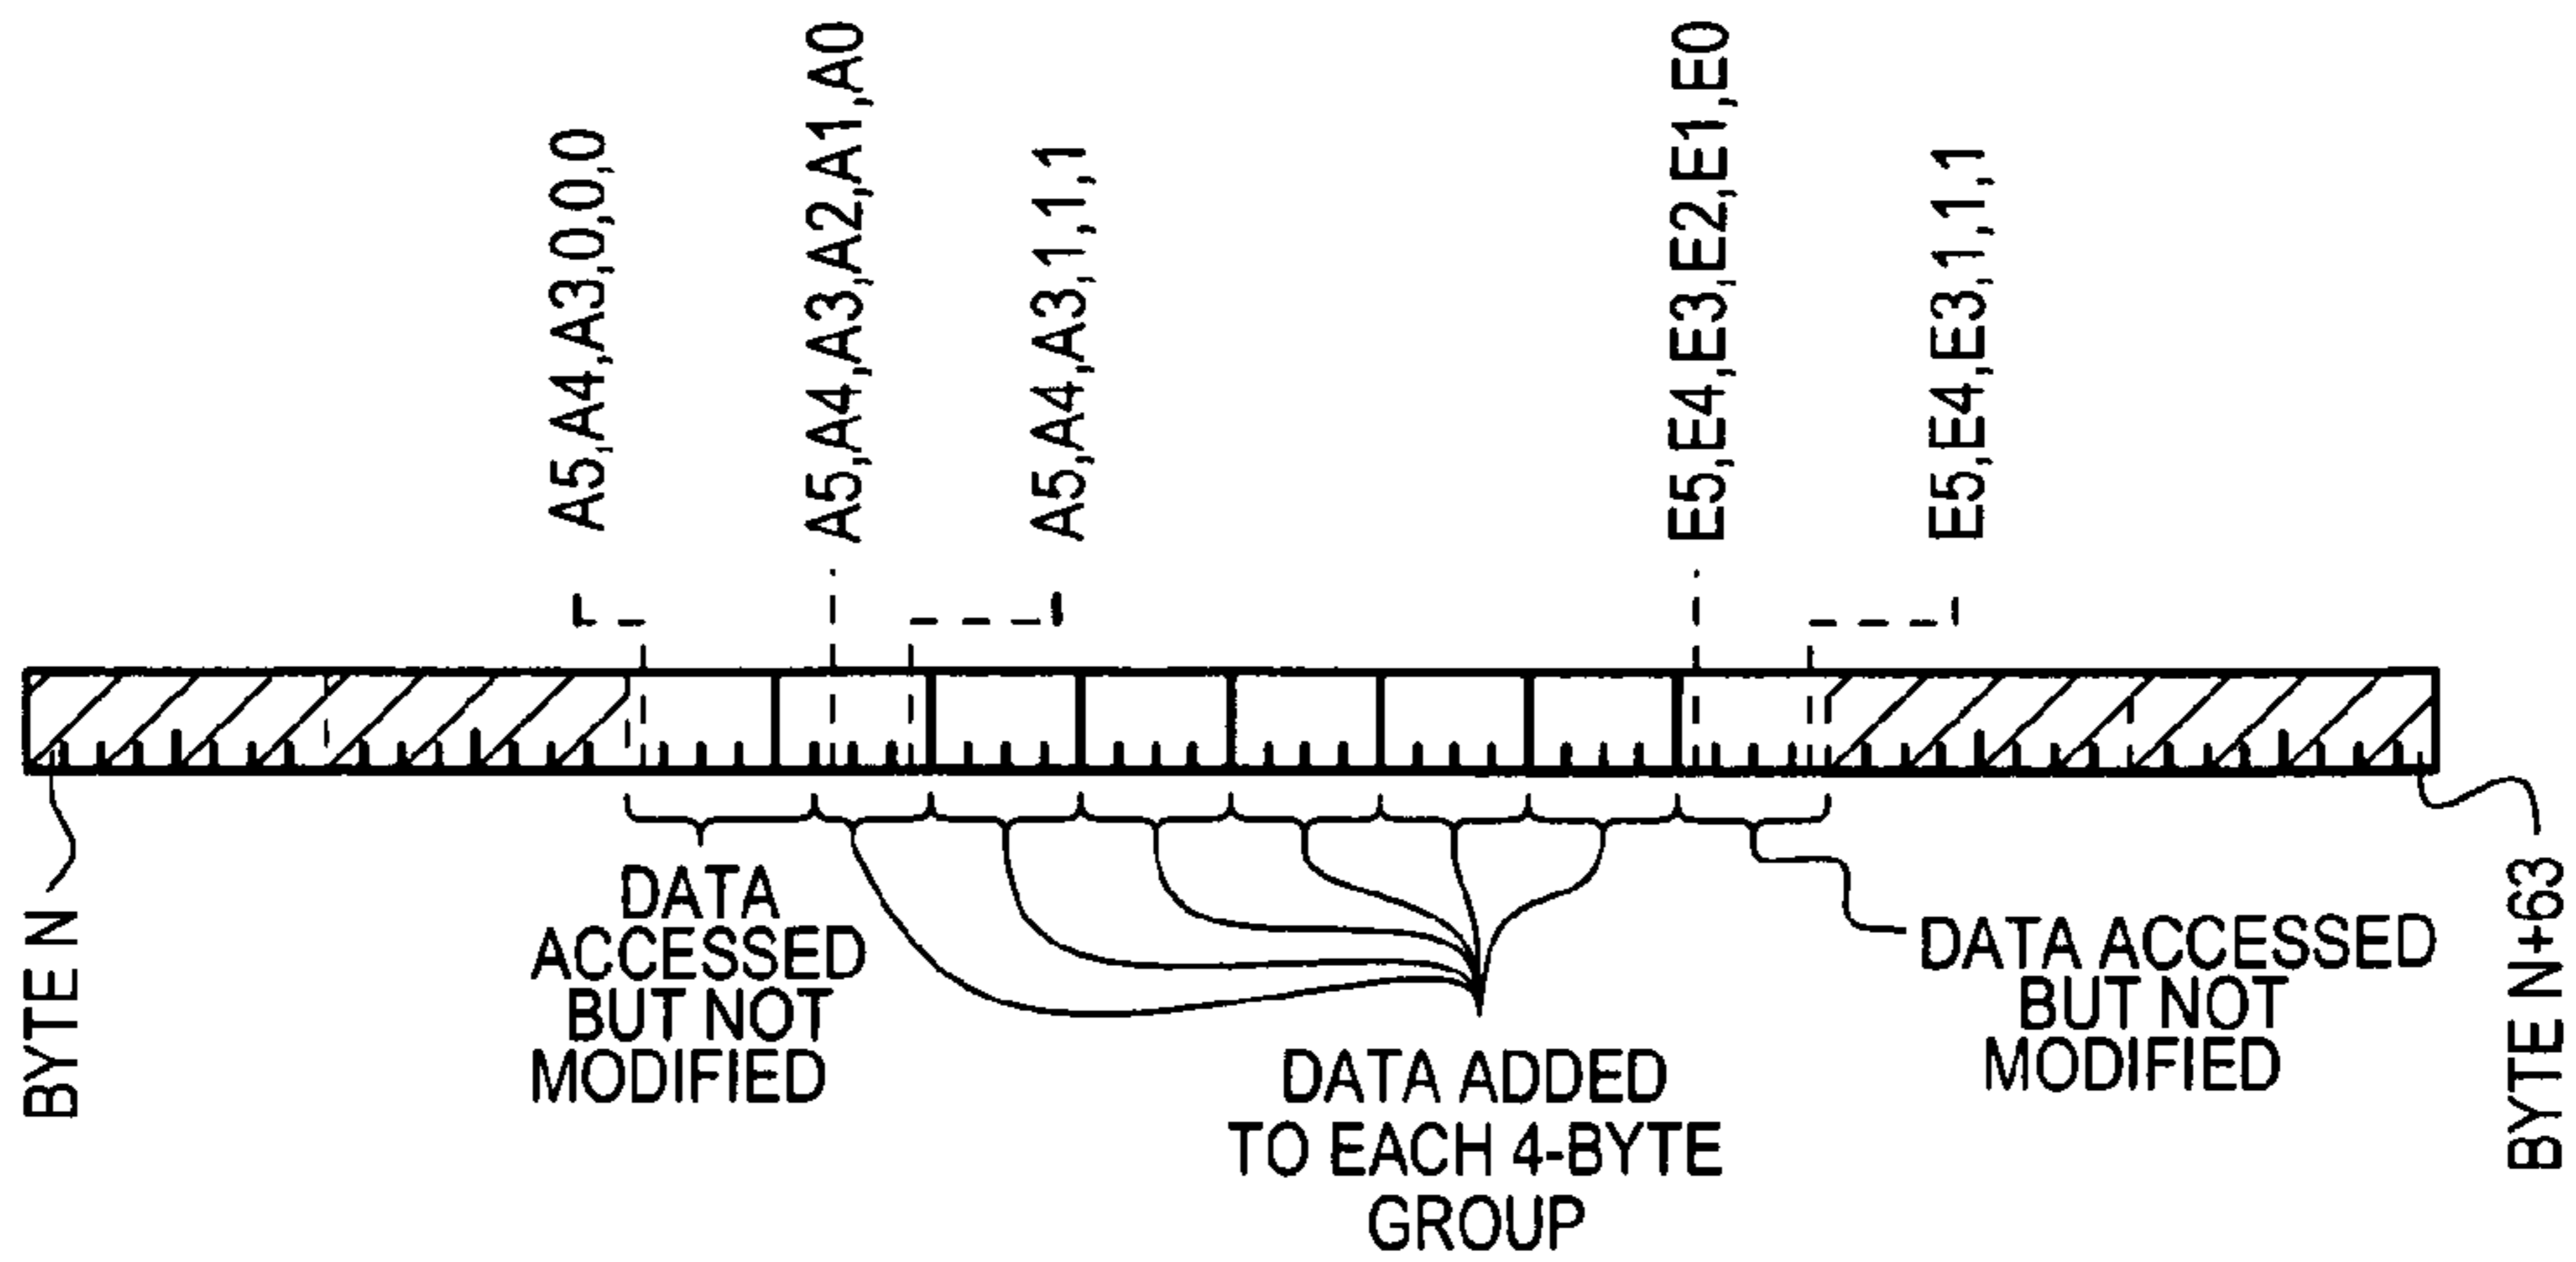 A5,A4,A3,0,0,0
A5,A4,A3,A2,A1,A0
A5,A4,A3,1,1,1
E5,E4,E3,E2,E1,E0
E5,E4,E3,1,1,1
BYTE N
DATA
ACCESSED
BUT NOT
MODIFIED
DATA ADDED
TO EACH 4-BYTE
GROUP
DATA ACCESSED
BUT NOT
MODIFIED
BYTE N+63